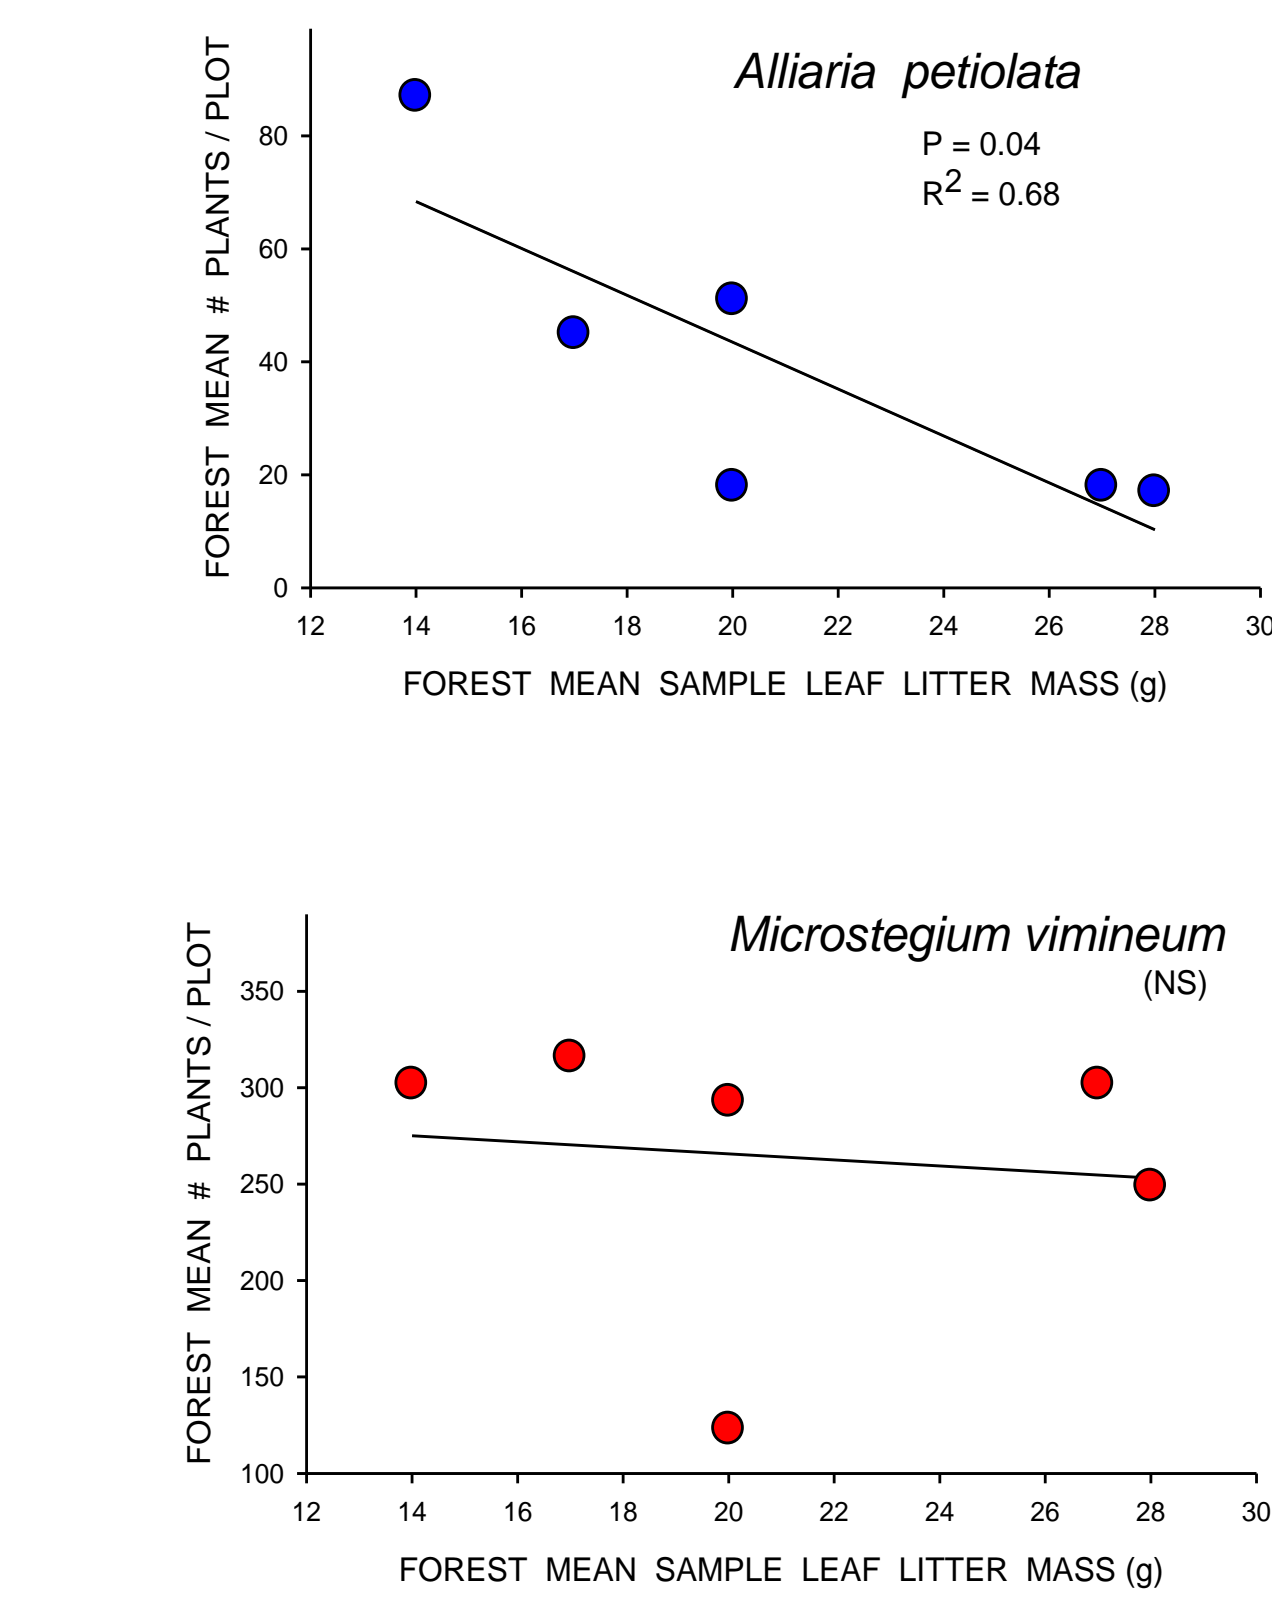 FOREST MEAN # PLANTS / PLOT
Alliaria petiolata
P = 0.04
R2 = 0.68
80
60
40
20
0
12 14 16 18 20 22 24 26 28 30
FOREST MEAN SAMPLE LEAF LITTER MASS (g)
FOREST MEAN # PLANTS / PLOT
Microstegium vimineum
(NS)
350
300
250
200
150
100
12 14 16 18 20 22 24 26 28 30
FOREST MEAN SAMPLE LEAF LITTER MASS (g)